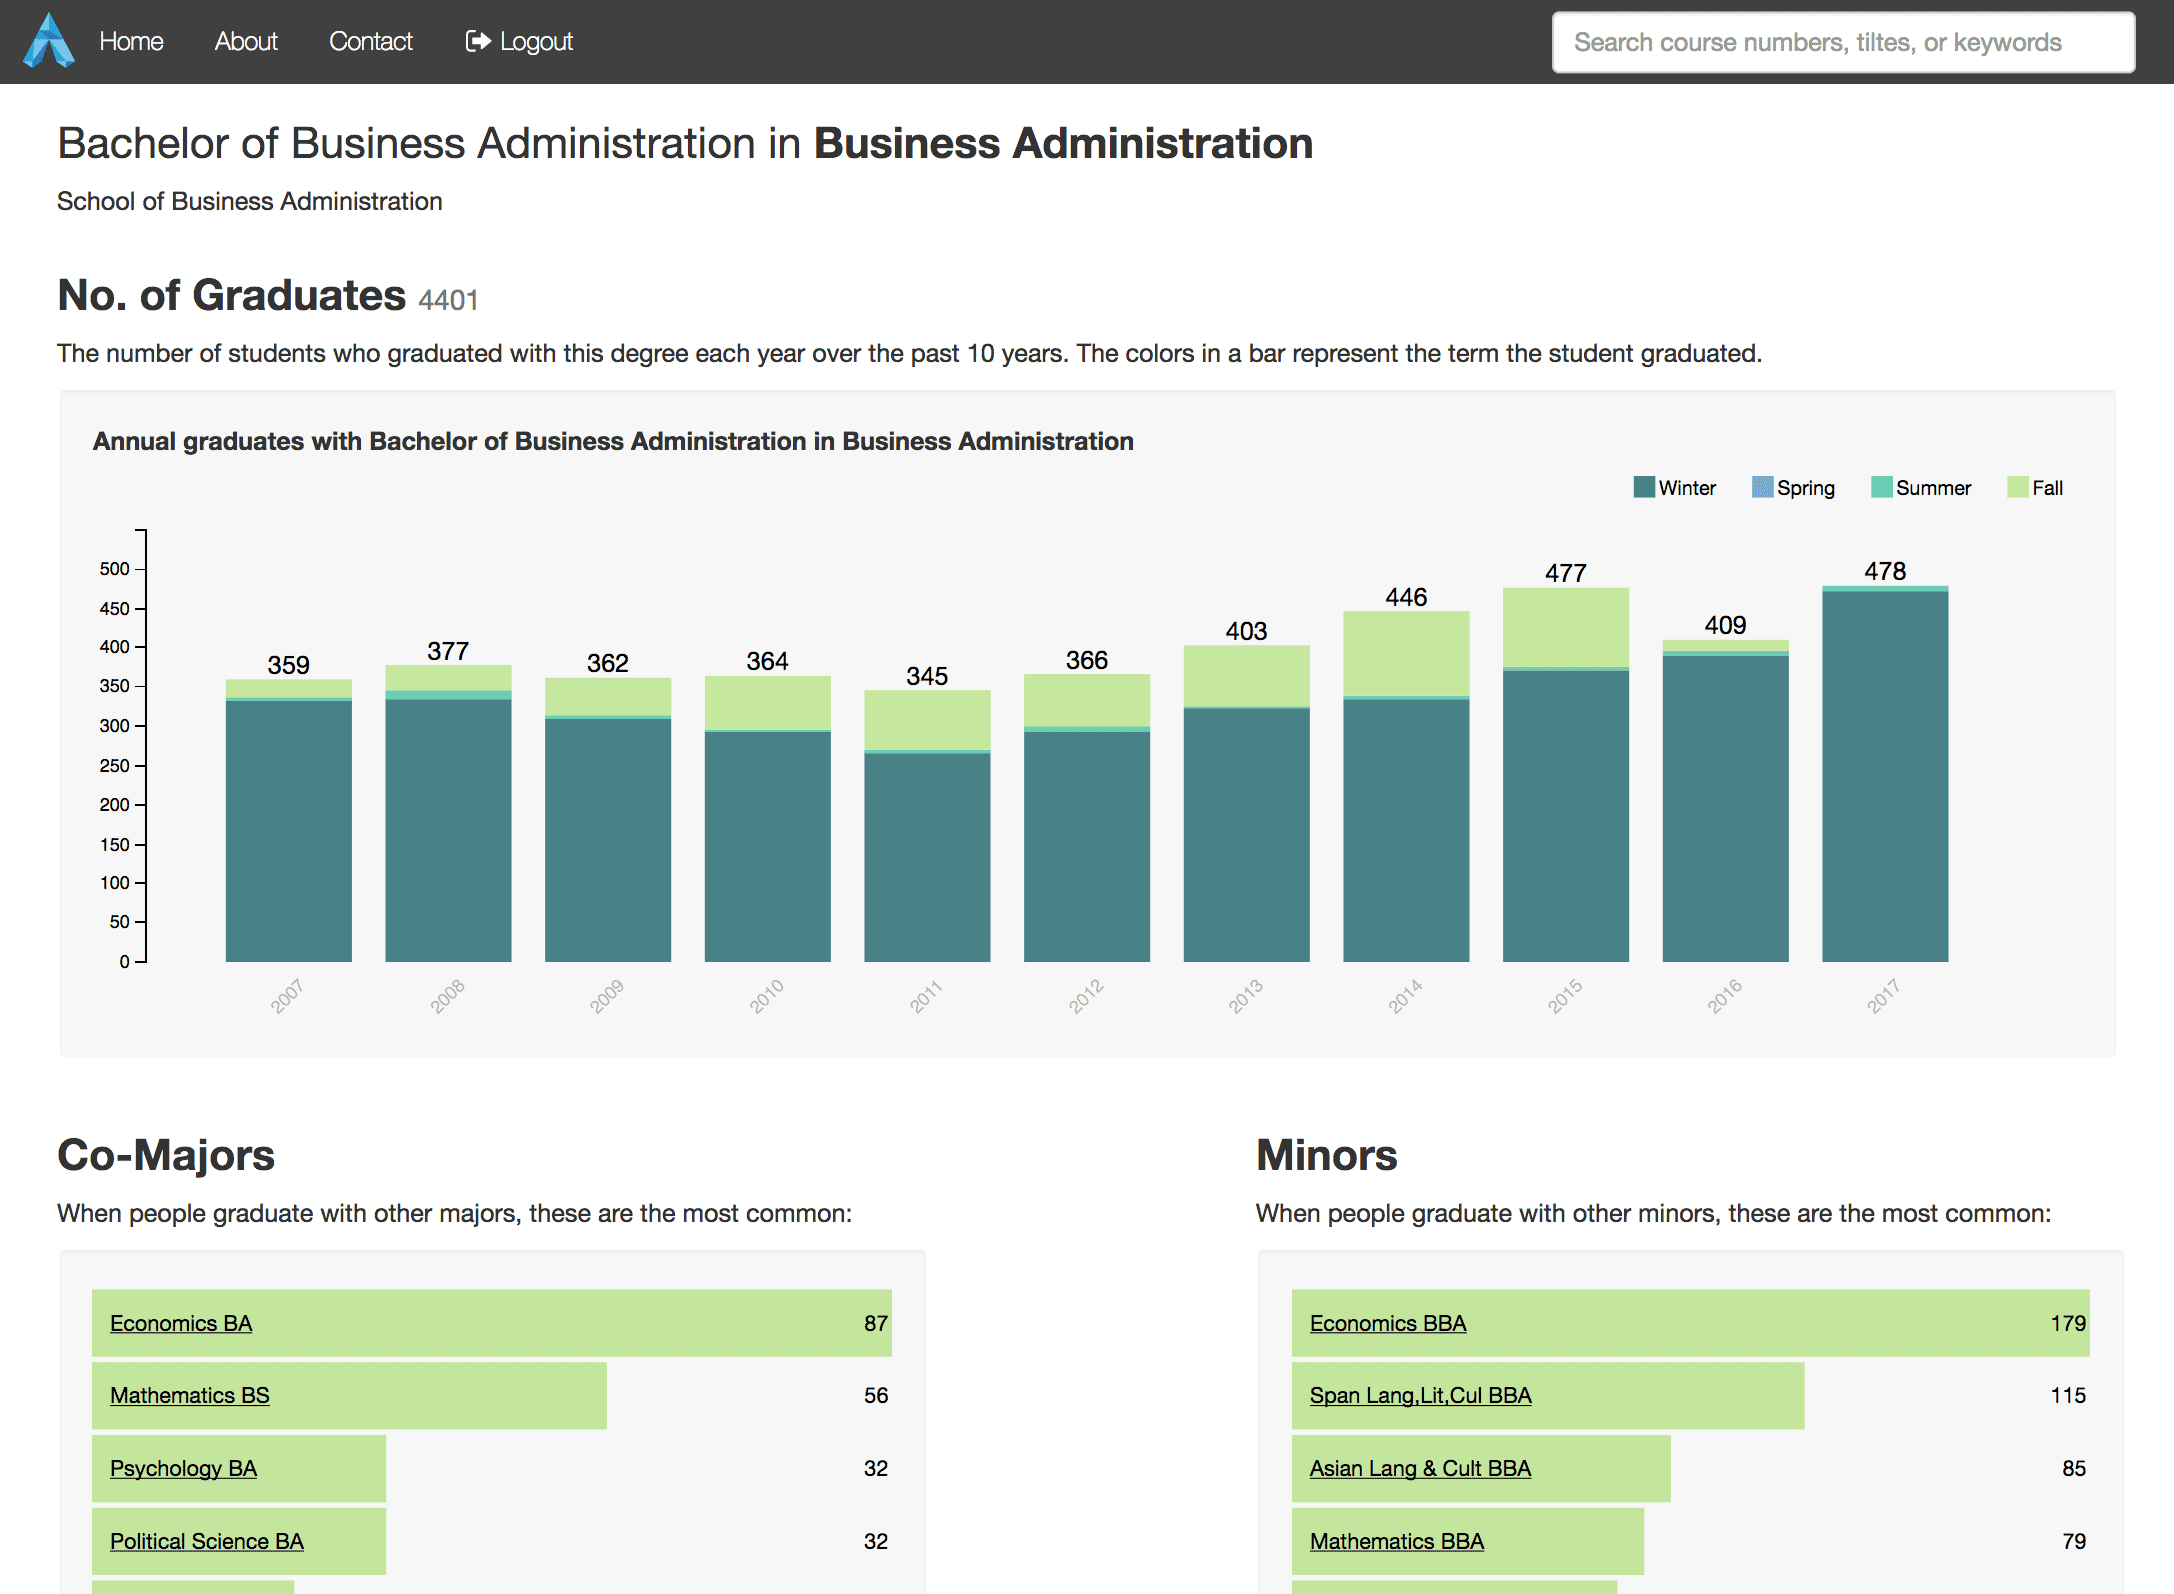 Home About Contact Logout Search course numbers, tiltes, or keywords
Bachelor of Business Administration in Business Administration
School of Business Administration
No. of Graduates 4401
The number of students who graduated with this degree each year over the past 10 years. The colors in a bar represent the term the student graduated.
Annual graduates with Bachelor of Business Administration in Business Administration
Winter Spring Summer Fall
500
450
400
350
300
250
200
150
100
50
0
359 377 362 364 345 366 403 446 477 409 478
2007 2008 2009 2010 2011 2012 2013 2014 2015 2016 2017
Co-Majors
When people graduate with other majors, these are the most common:
Economics BA 87
Mathematics BS 56
Psychology BA 32
Political Science BA 32
Minors
When people graduate with other minors, these are the most common:
Economics BBA 179
Span Lang,Lit,Cul BBA 115
Asian Lang & Cult BBA 85
Mathematics BBA 79